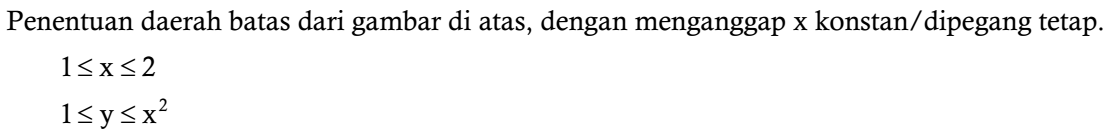 Penentuan daerah batas dari gambar di atas, dengan menganggap x konstan/dipegang tetap.
1 ≤ x ≤ 2
1 ≤ y ≤ x²